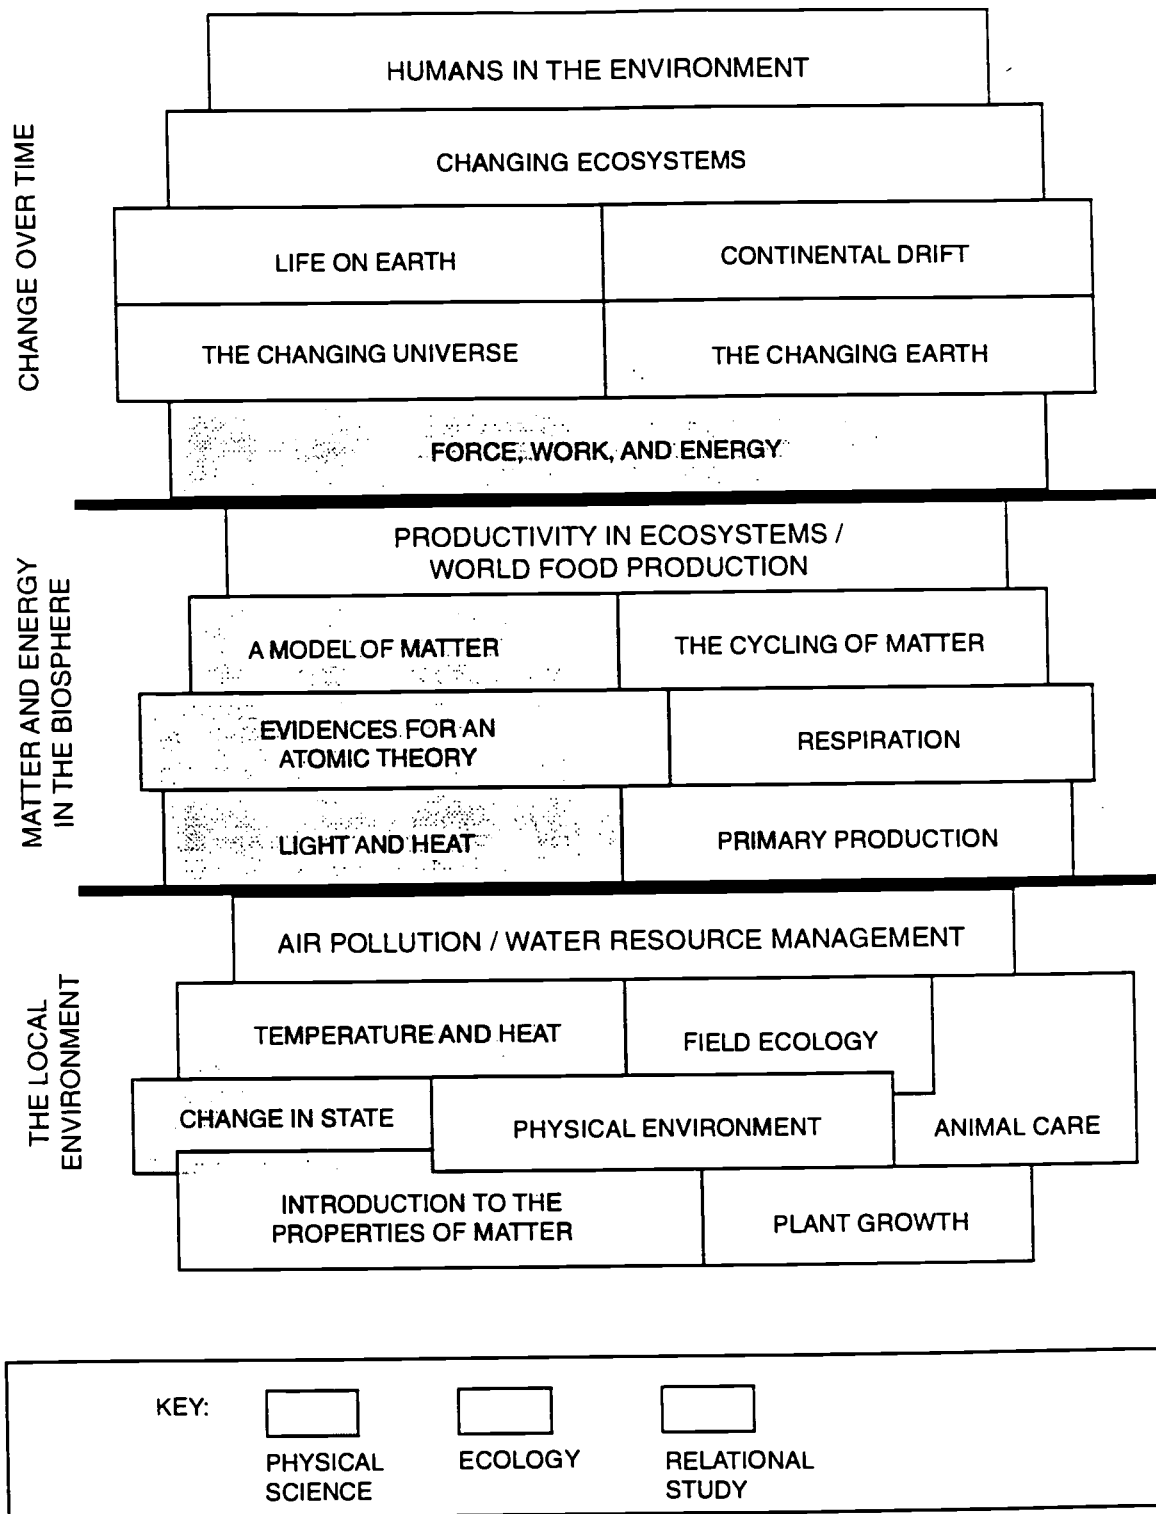 HUMANS IN THE ENVIRONMENT
CHANGING ECOSYSTEMS
LIFE ON EARTH
CONTINENTAL DRIFT
THE CHANGING UNIVERSE
THE CHANGING EARTH
FORCE, WORK, AND ENERGY
CHANGE OVER TIME
PRODUCTIVITY IN ECOSYSTEMS /
WORLD FOOD PRODUCTION
A MODEL OF MATTER
THE CYCLING OF MATTER
EVIDENCES FOR AN
ATOMIC THEORY
RESPIRATION
LIGHT AND HEAT
PRIMARY PRODUCTION
MATTER AND ENERGY
IN THE BIOSPHERE
AIR POLLUTION / WATER RESOURCE MANAGEMENT
TEMPERATURE AND HEAT
FIELD ECOLOGY
CHANGE IN STATE
PHYSICAL ENVIRONMENT
ANIMAL CARE
INTRODUCTION TO THE
PROPERTIES OF MATTER
PLANT GROWTH
THE LOCAL
ENVIRONMENT
KEY:
PHYSICAL
SCIENCE
ECOLOGY
RELATIONAL
STUDY